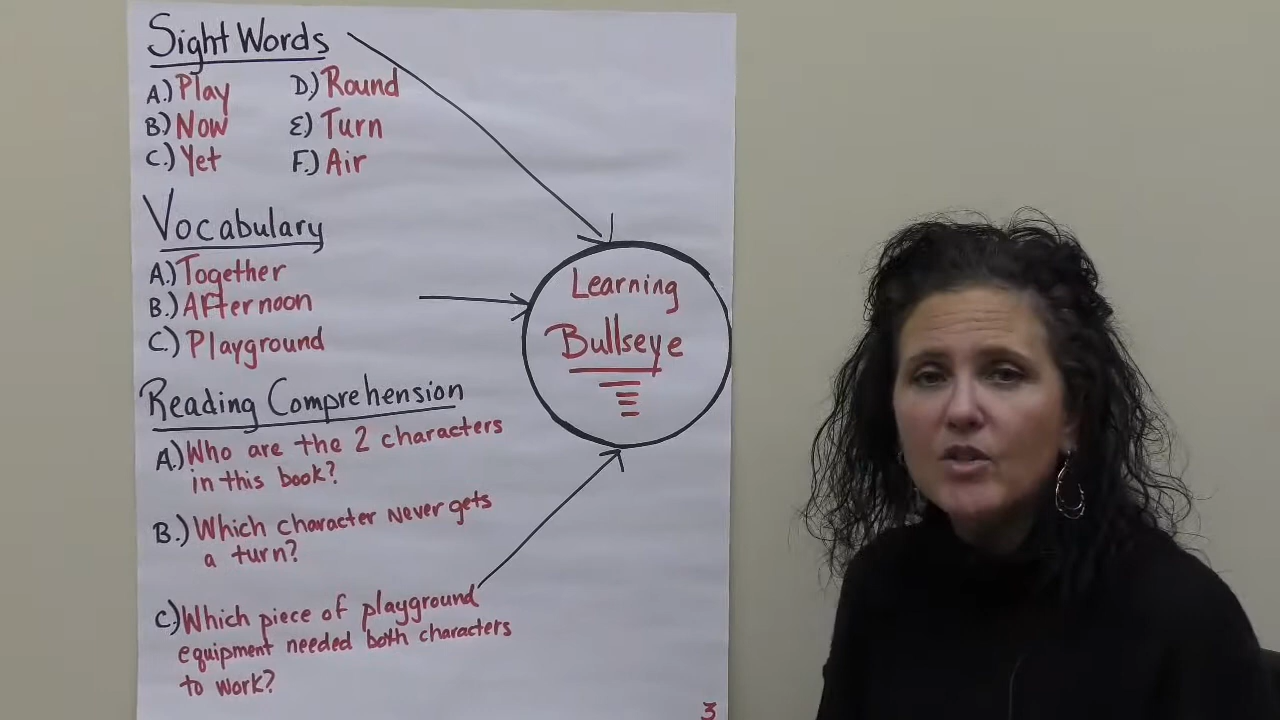 Sight Words
A.) Play
B.) Now
C.) Yet
D.) Round
E.) Turn
F.) Air
Vocabulary
A.) Together
B.) Afternoon
C.) Playground
Reading Comprehension
A.) Who are the 2 characters
in this book?
B.) Which character never gets
a turn?
C.) Which piece of playground
equipment needed both characters
to work?
Learning
Bullseye
3